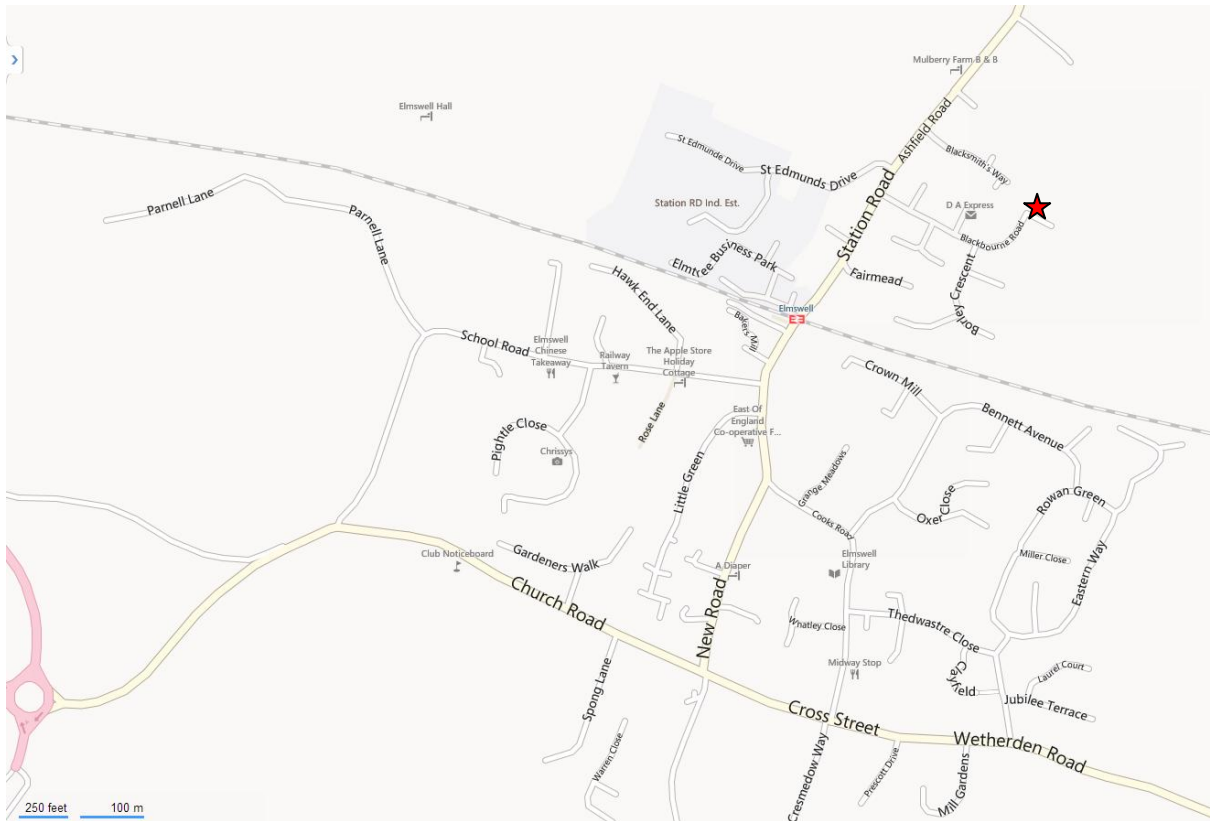 Mulberry Farm B & B
Elmswell Hall
Ashfield Road
St Edmunde Drive
St Edmunds Drive
Blacksmith's Way
Parnell Lane
Parnell Lane
Station RD Ind. Est.
Station Road
D A Express
Blackbourne Road
Elmtree Business Park
Fairmead
Borley Crescent
Hawk End Lane
Elmswell
Baker's Mill
School Road
Elmswell
Chinese
Takeaway
Railway
Tavern
The Apple Store
Holiday
Cottage
Crown Mill
Bennett Avenue
Rose Lane
East Of
England
Co-operative F...
Pightle Close
Chrissys
Little Green
Grange Meadows
Oxer Close
Rowan Green
Cooks Road
Club Noticeboard
Gardeners Walk
A Diaper
Elmswell
Library
Miller Close
Eastern Way
Church Road
New Road
Whatley Close
Thedwastre Close
Midway Stop
Clayfield
Laurel Court
Jubilee Terrace
Spong Lane
Cross Street
Wetherden Road
Warren Close
Cresmedow Way
Prescott Drive
Mill Gardens
250 feet
100 m